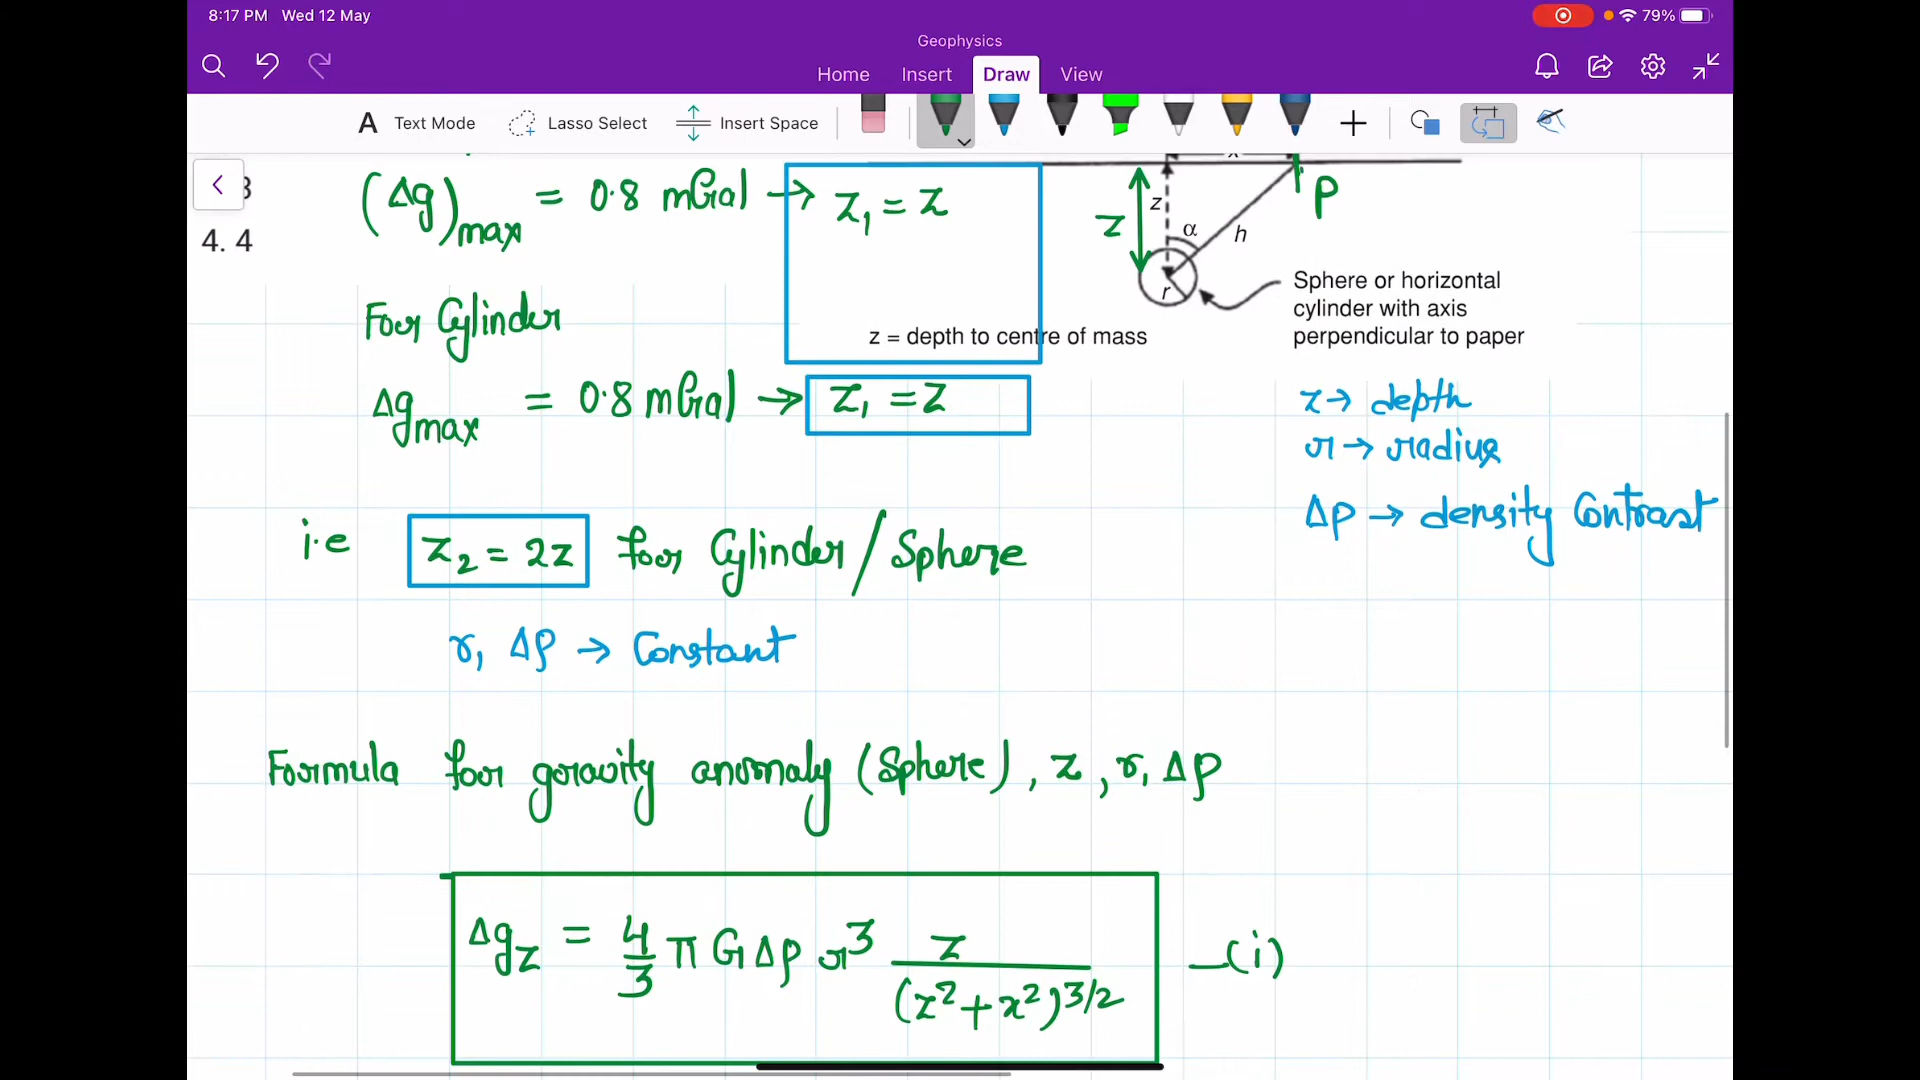 8:17 PM Wed 12 May
79%
Geophysics
Home Insert Draw View
A Text Mode Lasso Select Insert Space
3
4. 4
(Δg)max = 0.8 mGal → z₁ = z
z
z
α
h
r
P
Sphere or horizontal
cylinder with axis
perpendicular to paper
z = depth to centre of mass
For Cylinder
Δgmax = 0.8 mGal → z₁ = z
z → depth
r → radius
Δρ → density Contrast
i.e z₂ = 2z for Cylinder / Sphere
r, Δρ → Constant
Formula for gravity anomaly (Sphere), z, r, Δρ
Δgz = 4/3 π G Δρ r³ z/(z²+x²)^3/2 —(i)